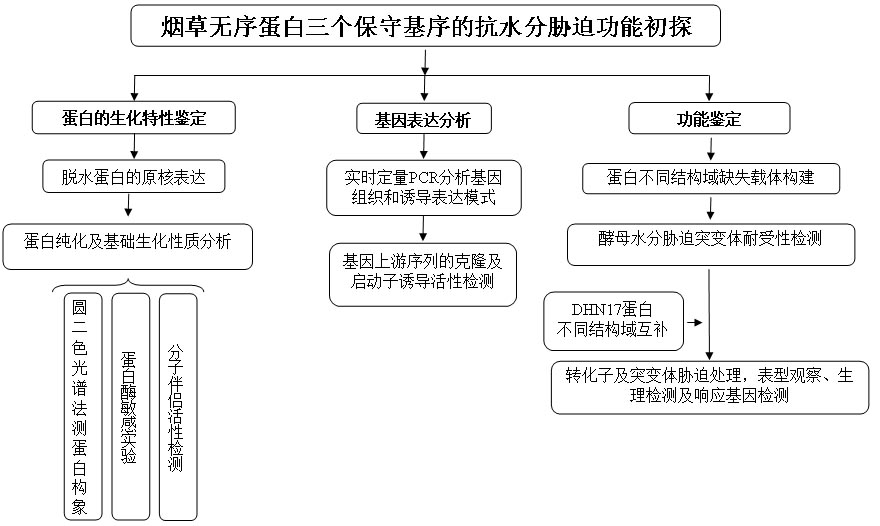 烟草无序蛋白三个保守基序的抗水分胁迫功能初探
蛋白的生化特性鉴定
基因表达分析
功能鉴定
脱水蛋白的原核表达
实时定量PCR分析基因
组织和诱导表达模式
蛋白不同结构域缺失载体构建
蛋白纯化及基础生化性质分析
基因上游序列的克隆及
启动子诱导活性检测
酵母水分胁迫突变体耐受性检测
圆二色光谱法测蛋白构象
蛋白酶敏感实验
分子伴侣活性检测
DHN17蛋白
不同结构域互补
转化子及突变体胁迫处理，表型观察、生
理检测及响应基因检测